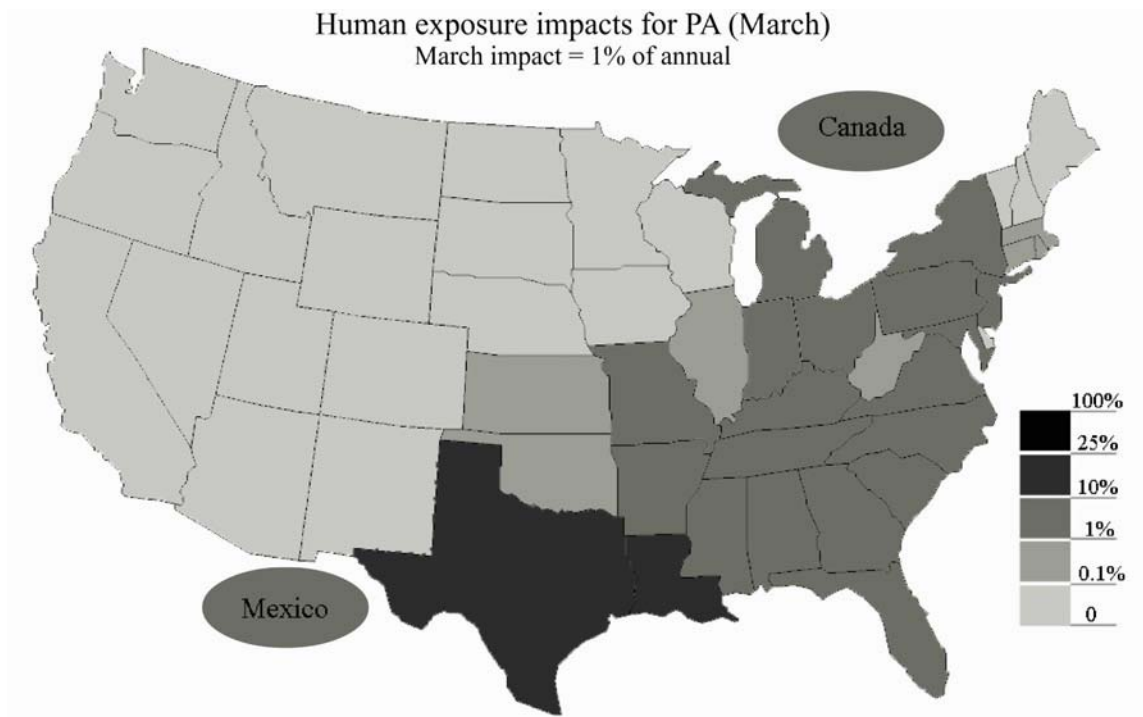 Human exposure impacts for PA (March)
March impact = 1% of annual
Canada
Mexico
100%
25%
10%
1%
0.1%
0